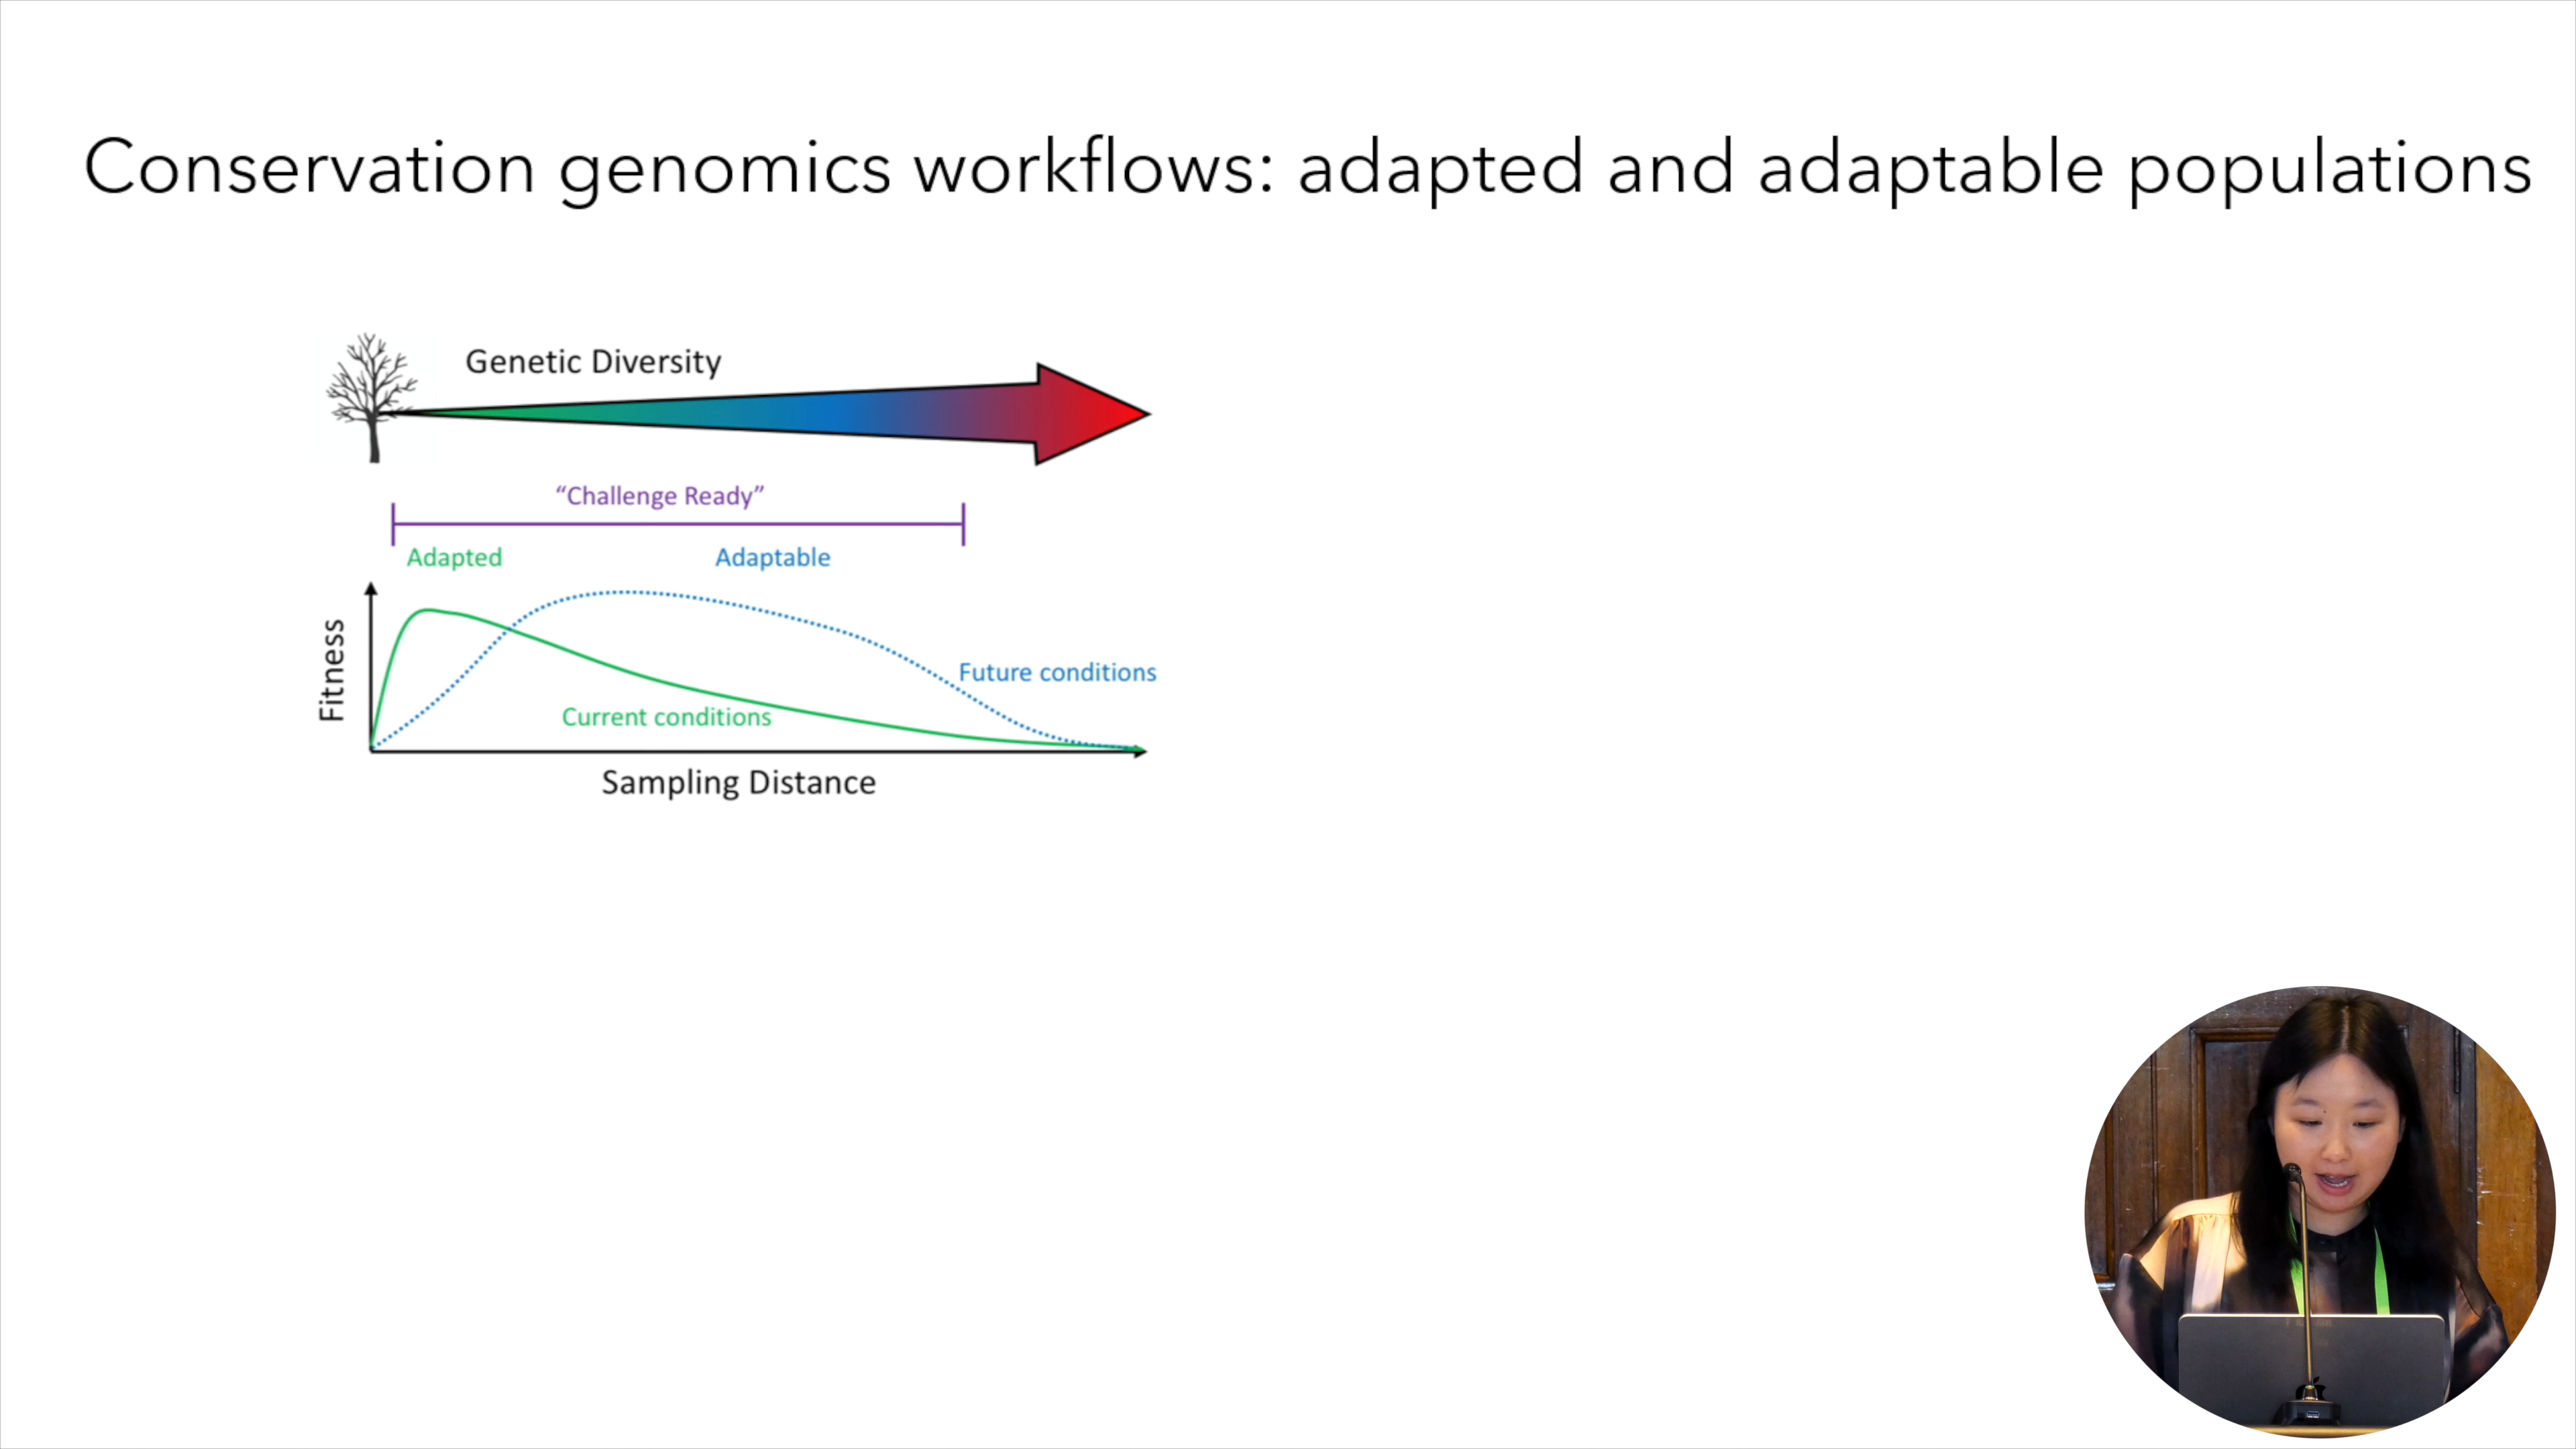 Conservation genomics workflows: adapted and adaptable populations
Genetic Diversity
“Challenge Ready”
Adapted
Adaptable
Fitness
Future conditions
Current conditions
Sampling Distance